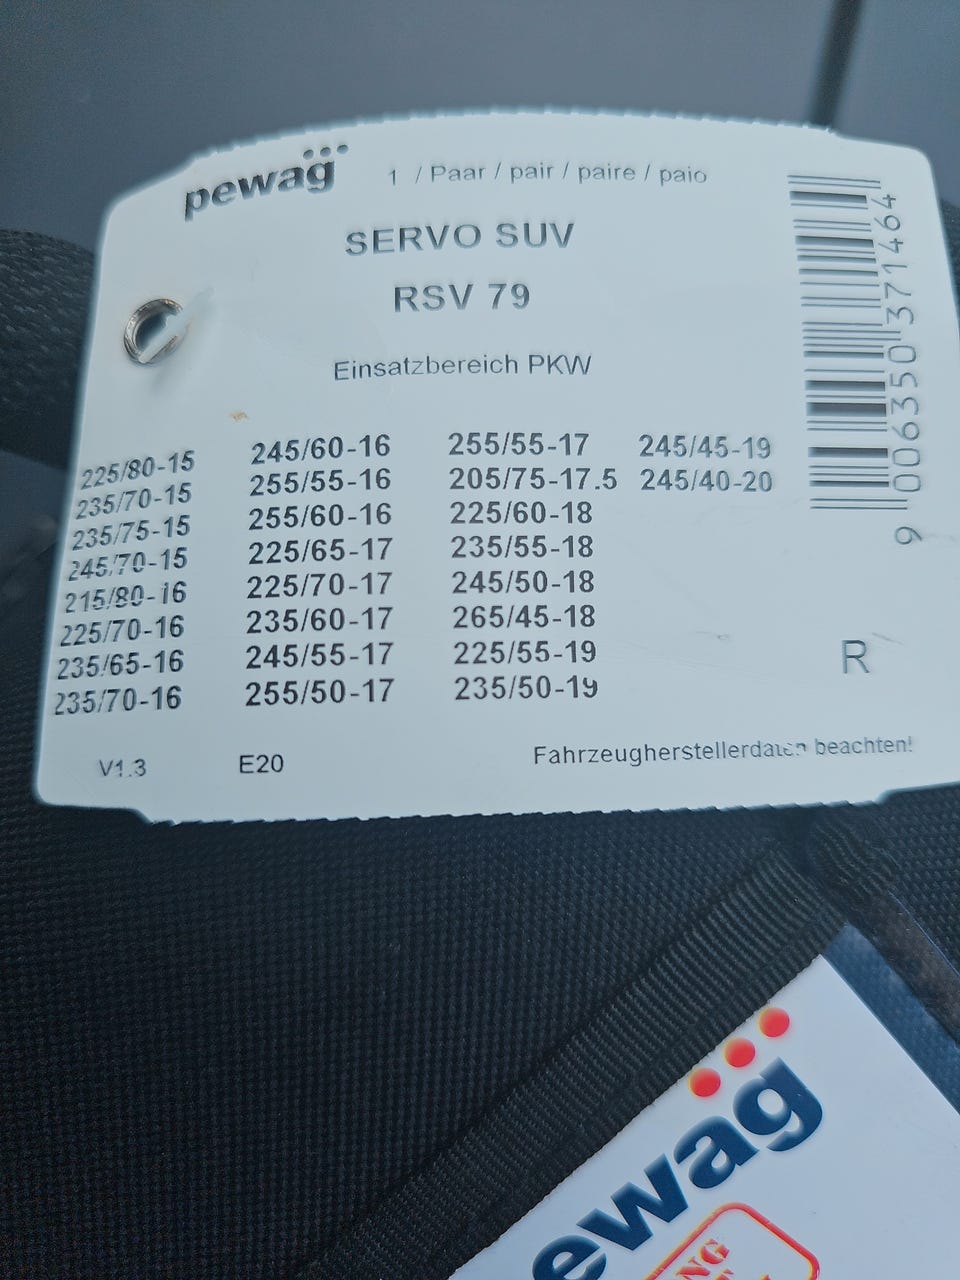 pewag
1 / Paar / pair / paire / paio
SERVO SUV
RSV 79
Einsatzbereich PKW
225/80-15
235/70-15
235/75-15
245/70-15
215/80-16
225/70-16
235/65-16
235/70-16
245/60-16
255/55-16
255/60-16
225/65-17
225/70-17
235/60-17
245/55-17
255/50-17
255/55-17
205/75-17.5
225/60-18
235/55-18
245/50-18
265/45-18
225/55-19
235/50-19
245/45-19
245/40-20
R
V1.3
E20
Fahrzeugherstellerdaten beachten!
9 006350 371464
ewag